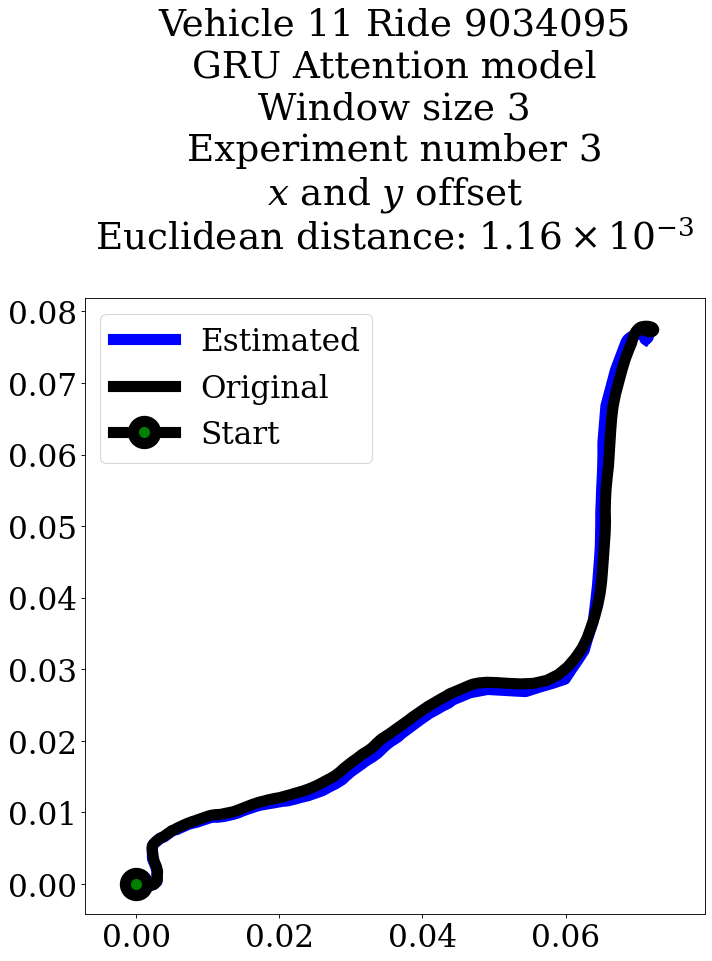 Vehicle 11 Ride 9034095
GRU Attention model
Window size 3
Experiment number 3
x and y offset
Euclidean distance: 1.16 × 10⁻³
Estimated
Original
Start
0.08
0.07
0.06
0.05
0.04
0.03
0.02
0.01
0.00
0.00 0.02 0.04 0.06